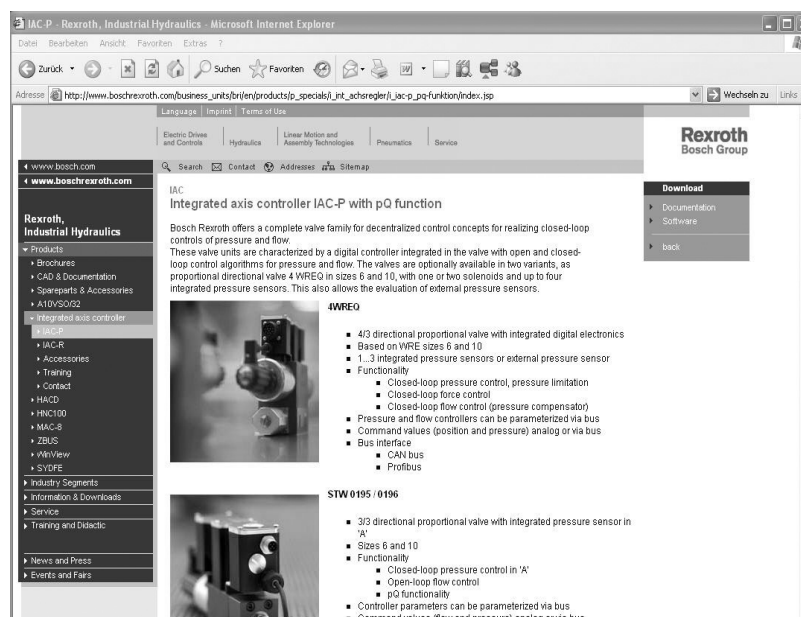 IAC-P - Rexroth, Industrial Hydraulics - Microsoft Internet Explorer
Datei Bearbeiten Ansicht Favoriten Extras ?
Zurück Suchen Favoriten
Adresse http://www.boschrexroth.com/business_units/bri/en/products/p_specials/i_int_achsregler/i_iac-p_pq-funktion/index.jsp Wechseln zu Links
Language | Imprint | Terms of Use
Electric Drives and Controls
Hydraulics
Linear Motion and Assembly Technologies
Pneumatics
Service
Rexroth
Bosch Group
www.bosch.com
www.boschrexroth.com
Search Contact Addresses Sitemap
Rexroth,
Industrial Hydraulics
Products
Brochures
CAD & Documentation
Spareparts & Accessories
A10VSO/32
Integrated axis controller
IAC-P
IAC-R
Accessories
Training
Contact
HACD
HNC100
MAC-8
ZBUS
WinView
SYDFE
Industry Segments
Information & Downloads
Service
Training and Didactic
News and Press
Events and Fairs
IAC
Integrated axis controller IAC-P with pQ function
Bosch Rexroth offers a complete valve family for decentralized control concepts for realizing closed-loop
controls of pressure and flow.
These valve units are characterized by a digital controller integrated in the valve with open and closed-
loop control algorithms for pressure and flow. The valves are optionally available in two variants, as
proportional directional valve 4 WREQ in sizes 6 and 10, with one or two solenoids and up to four
integrated pressure sensors. This also allows the evaluation of external pressure sensors.
4WREQ
4/3 directional proportional valve with integrated digital electronics
Based on WRE sizes 6 and 10
1...3 integrated pressure sensors or external pressure sensor
Functionality
Closed-loop pressure control, pressure limitation
Closed-loop force control
Closed-loop flow control (pressure compensator)
Pressure and flow controllers can be parameterized via bus
Command values (position and pressure) analog or via bus
Bus interface
CAN bus
Profibus
STW 0195 / 0196
3/3 directional proportional valve with integrated pressure sensor in
'A'
Sizes 6 and 10
Functionality
Closed-loop pressure control in 'A'
Open-loop flow control
pQ functionality
Controller parameters can be parameterized via bus
Command values (flow and pressure) analog or via bus
Download
Documentation
Software
back